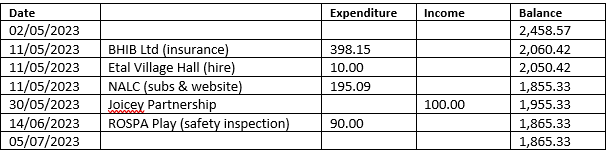 Date Expenditure Income Balance
02/05/2023 2,458.57
11/05/2023 BHIB Ltd (insurance) 398.15 2,060.42
11/05/2023 Etal Village Hall (hire) 10.00 2,050.42
11/05/2023 NALC (subs & website) 195.09 1,855.33
30/05/2023 Joicey Partnership 100.00 1,955.33
14/06/2023 ROSPA Play (safety inspection) 90.00 1,865.33
05/07/2023 1,865.33